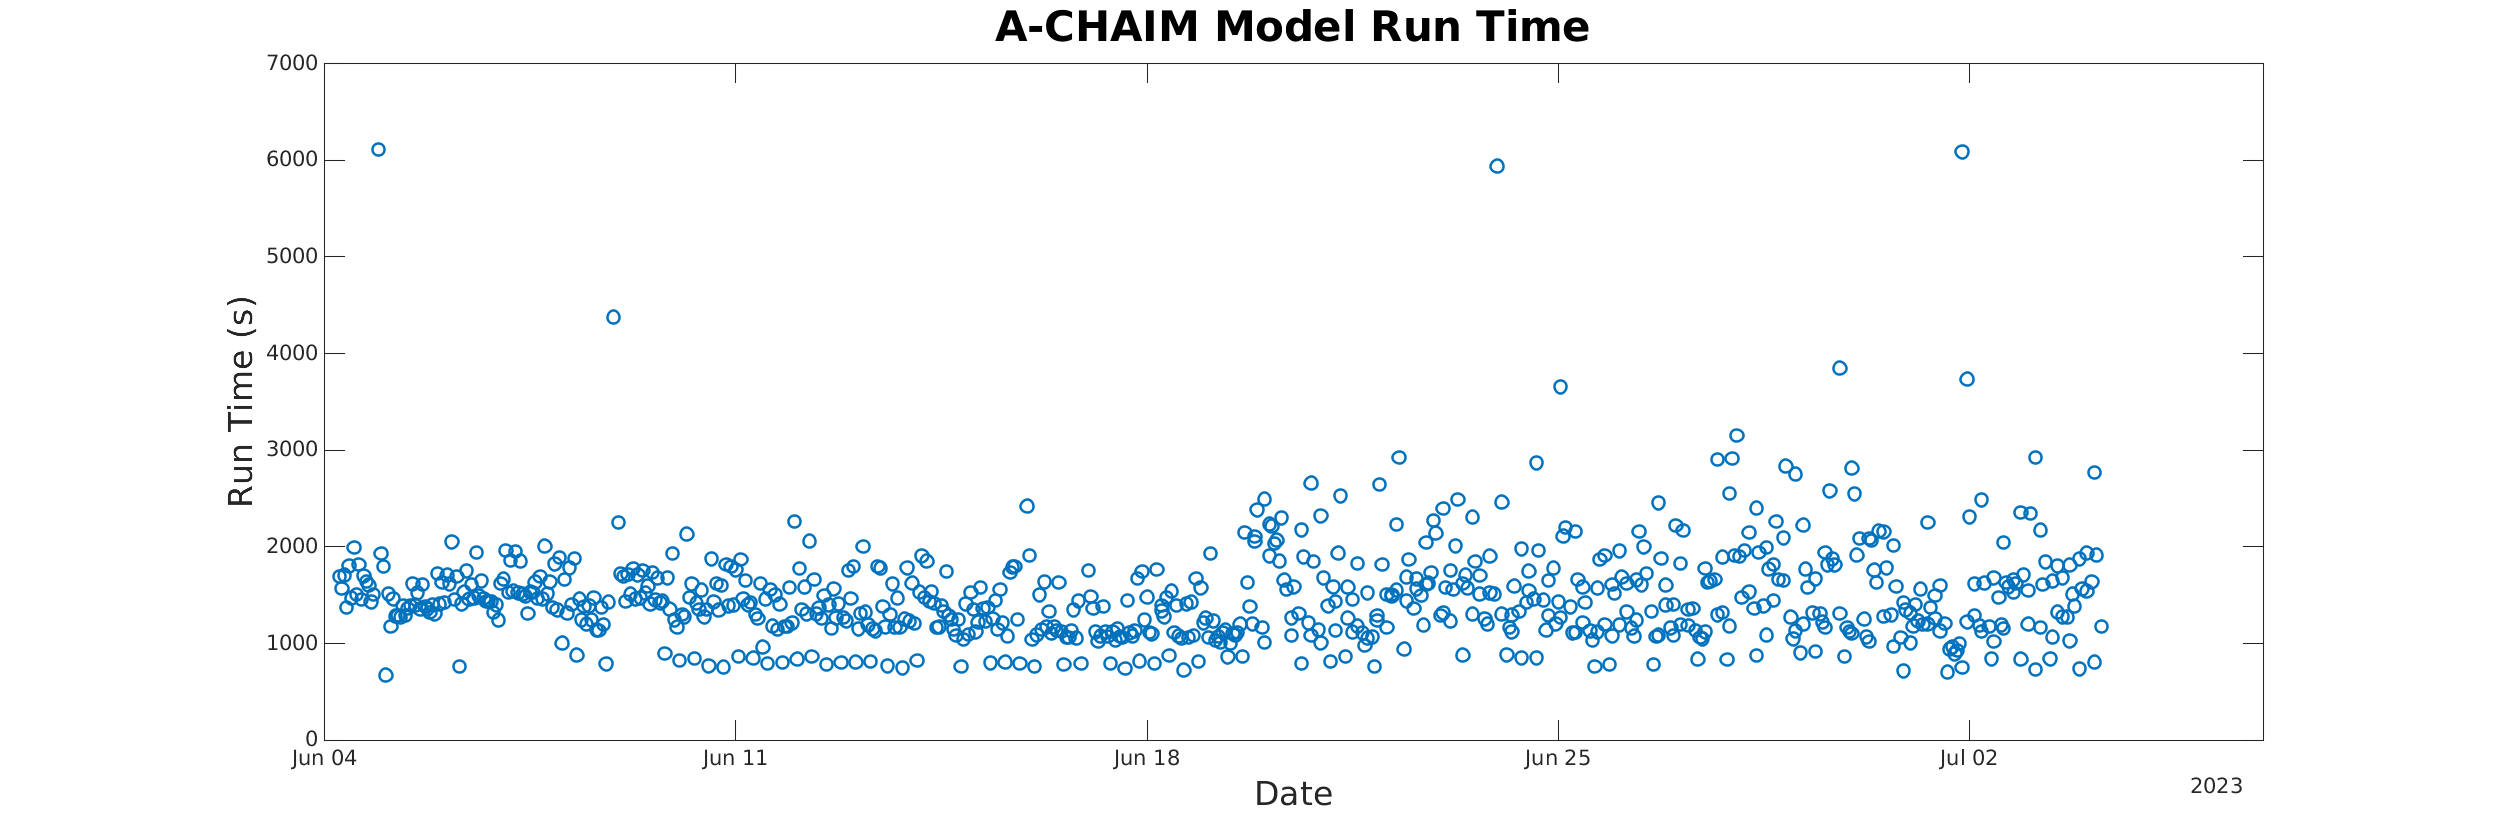 A-CHAIM Model Run Time
7000
6000
5000
4000
3000
2000
1000
0
Run Time (s)
Jun 04
Jun 11
Jun 18
Jun 25
Jul 02
2023
Date